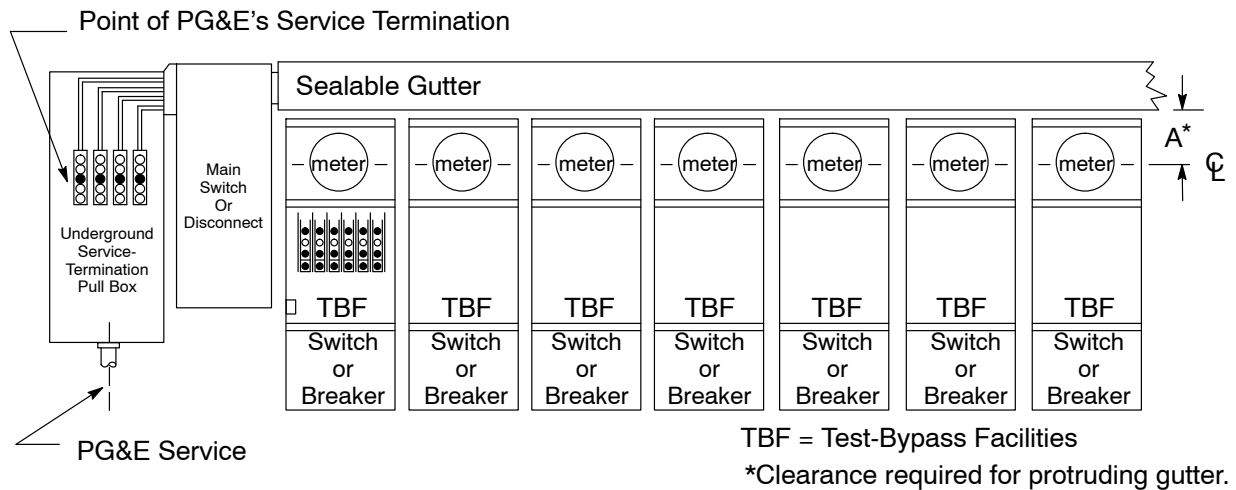 Point of PG&E's Service Termination
Sealable Gutter
A*
℄
Main
Switch
Or
Disconnect
Underground
Service-
Termination
Pull Box
meter
meter
meter
meter
meter
meter
meter
TBF
TBF
TBF
TBF
TBF
TBF
TBF
Switch
or
Breaker
Switch
or
Breaker
Switch
or
Breaker
Switch
or
Breaker
Switch
or
Breaker
Switch
or
Breaker
Switch
or
Breaker
PG&E Service
TBF = Test-Bypass Facilities
*Clearance required for protruding gutter.